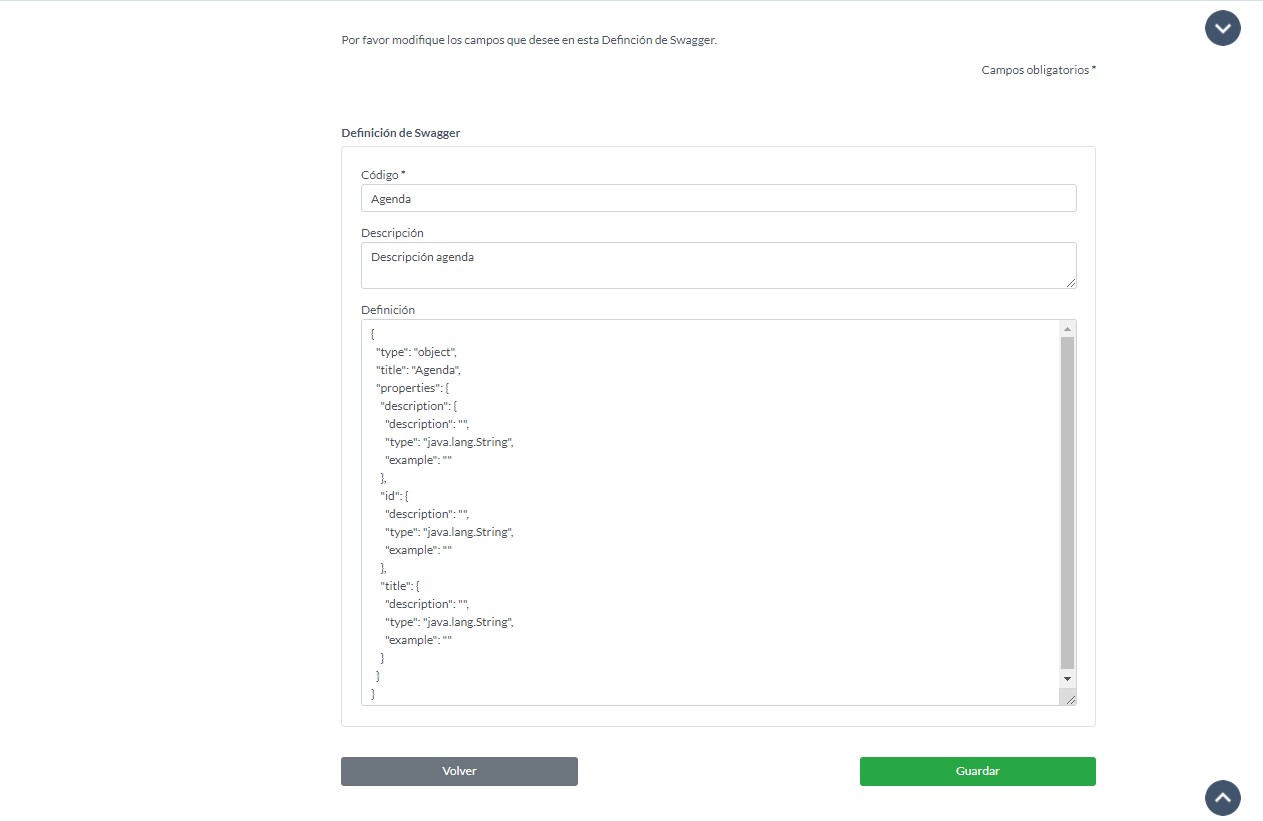 Por favor modifique los campos que desee en esta Definción de Swagger.
Campos obligatorios *
Definición de Swagger
Código *
Agenda
Descripción
Descripción agenda
Definición
{
"type": "object",
"title": "Agenda",
"properties": {
"description": {
"description": "",
"type": "java.lang.String",
"example": ""
},
"id": {
"description": "",
"type": "java.lang.String",
"example": ""
},
"title": {
"description": "",
"type": "java.lang.String",
"example": ""
}
}
}
Volver
Guardar